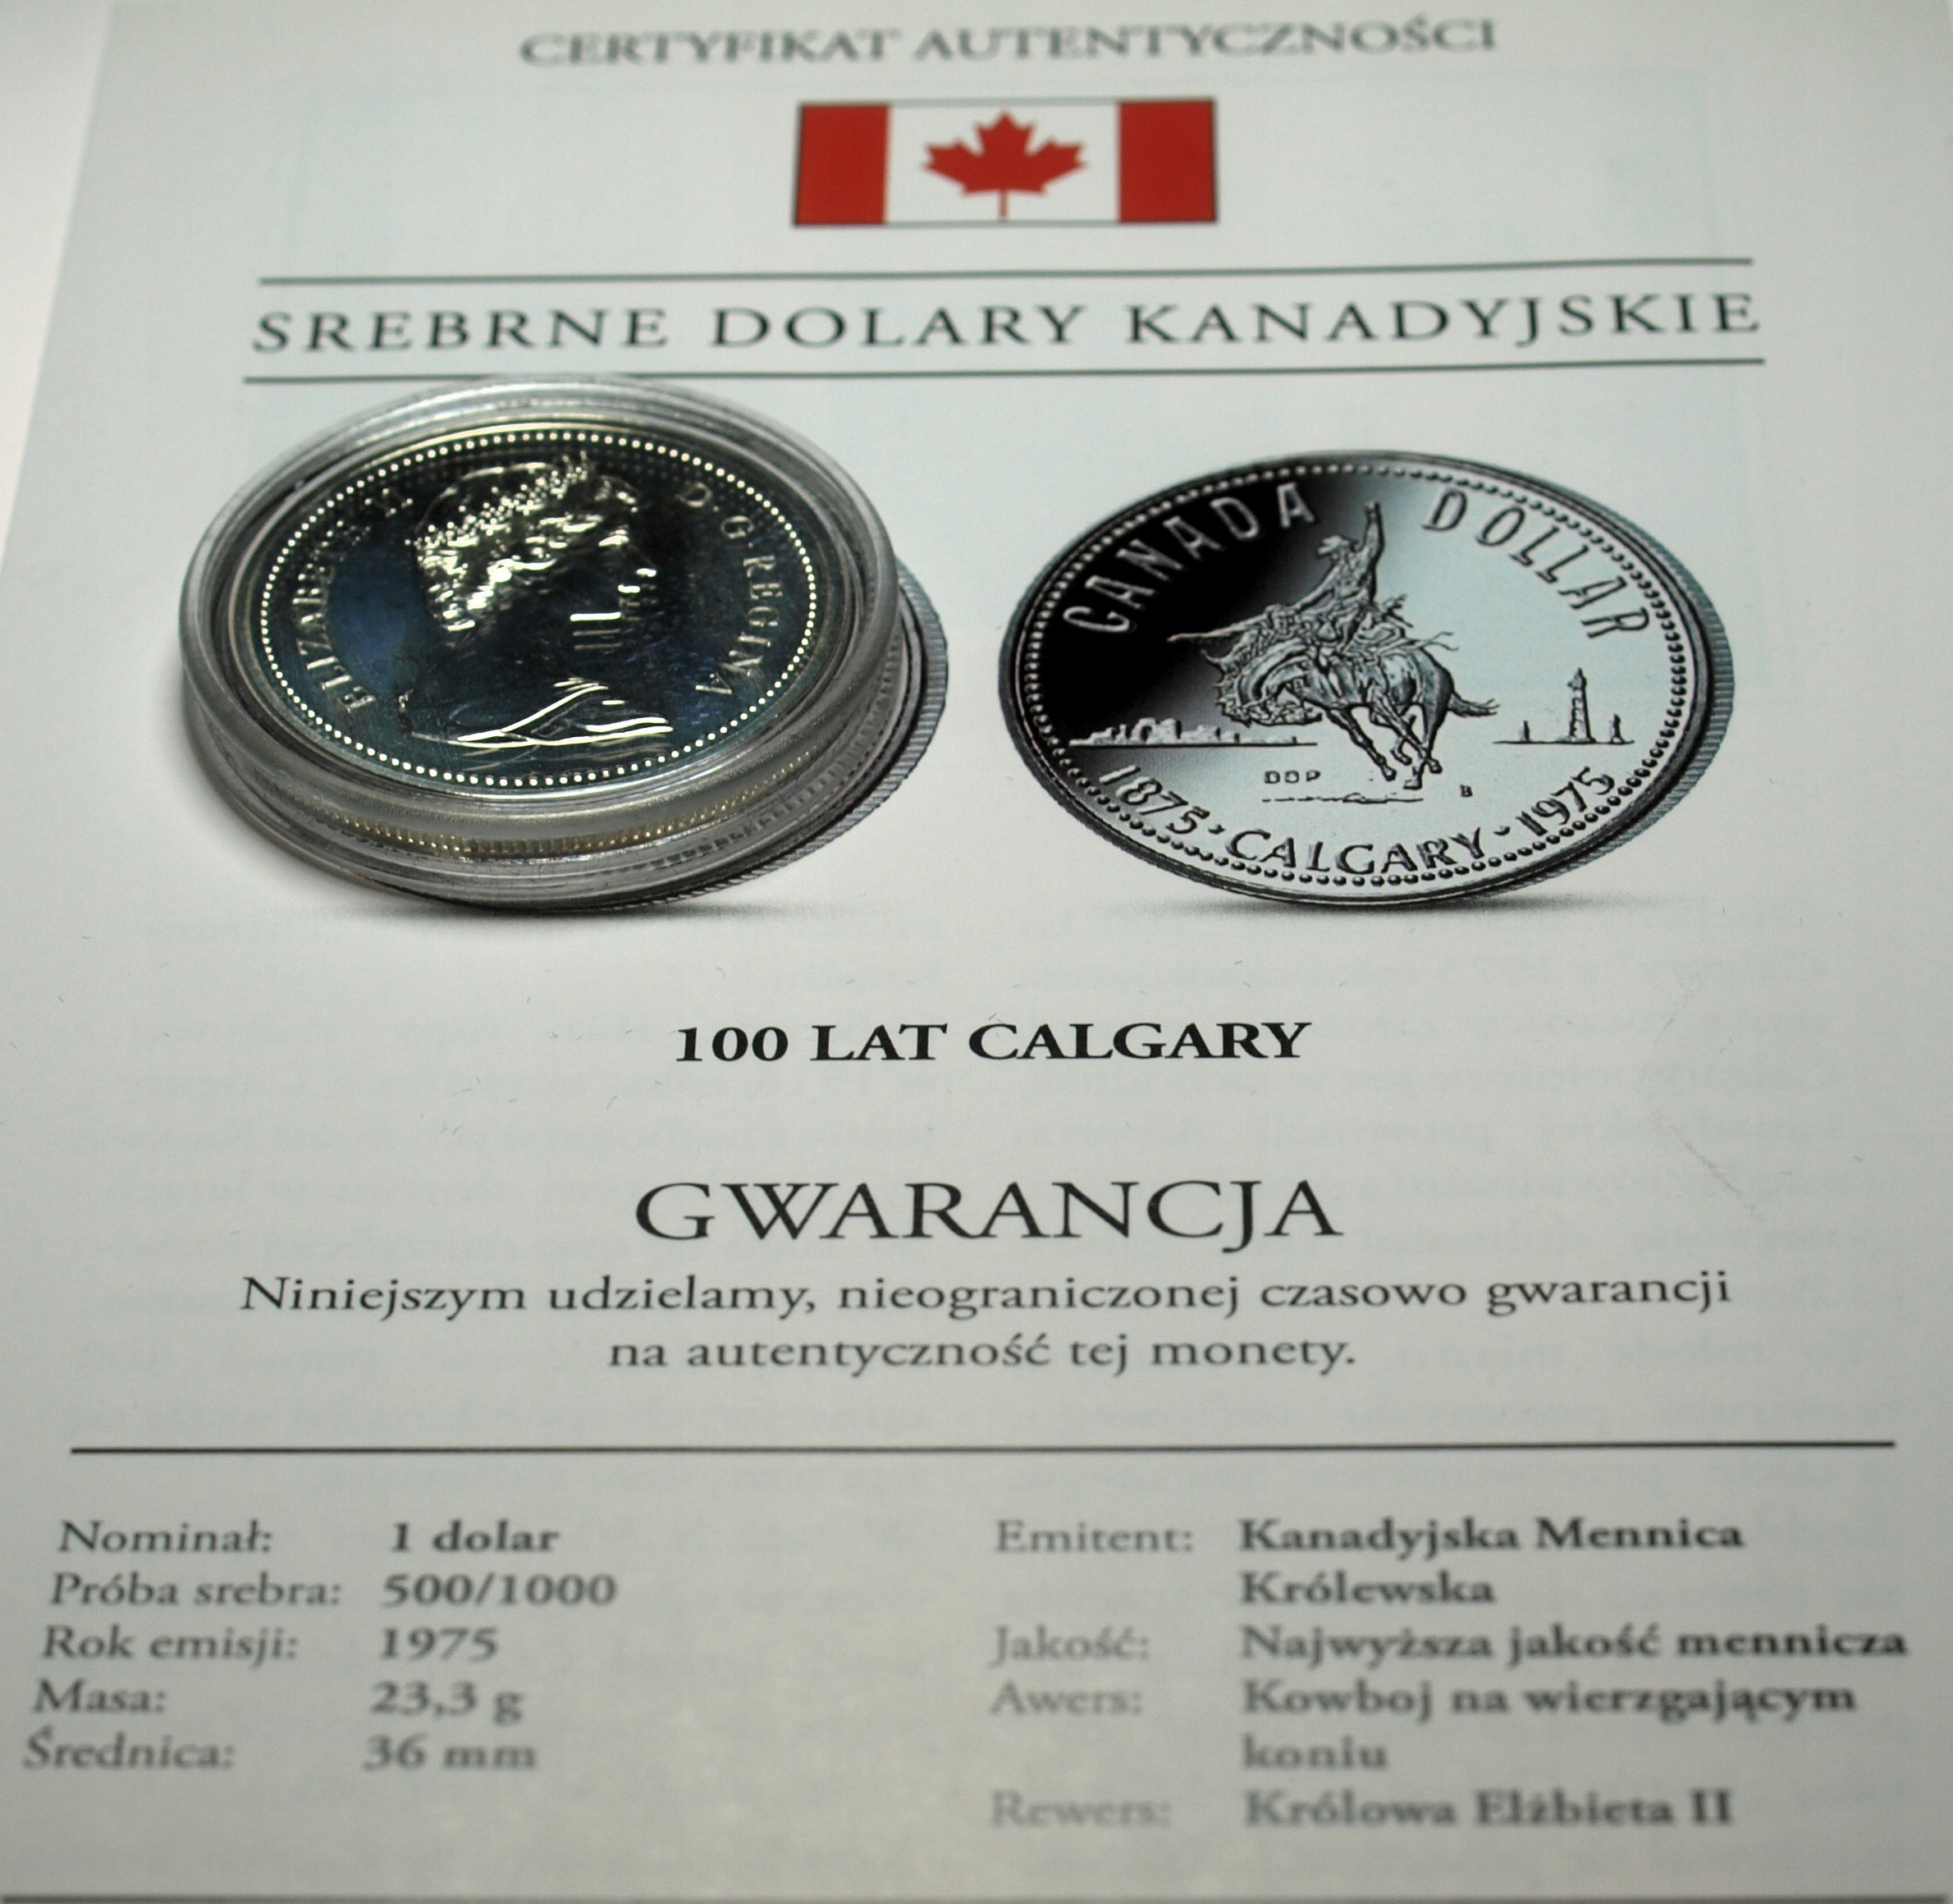 CERTYFIKAT AUTENTYCZNOŚCI
SREBRNE DOLARY KANADYJSKIE
ELIZABETH II D·G·REGINA
CANADA DOLLAR
1875·CALGARY·1975
100 LAT CALGARY
GWARANCJA
Niniejszym udzielamy, nieograniczonej czasowo gwarancji
na autentyczność tej monety.
Nominał: 1 dolar
Próba srebra: 500/1000
Rok emisji: 1975
Masa: 23,3 g
Średnica: 36 mm
Emitent: Kanadyjska Mennica
Królewska
Jakość: Najwyższa jakość mennicza
Awers: Kowboj na wierzgającym
koniu
Rewers: Królowa Elżbieta II